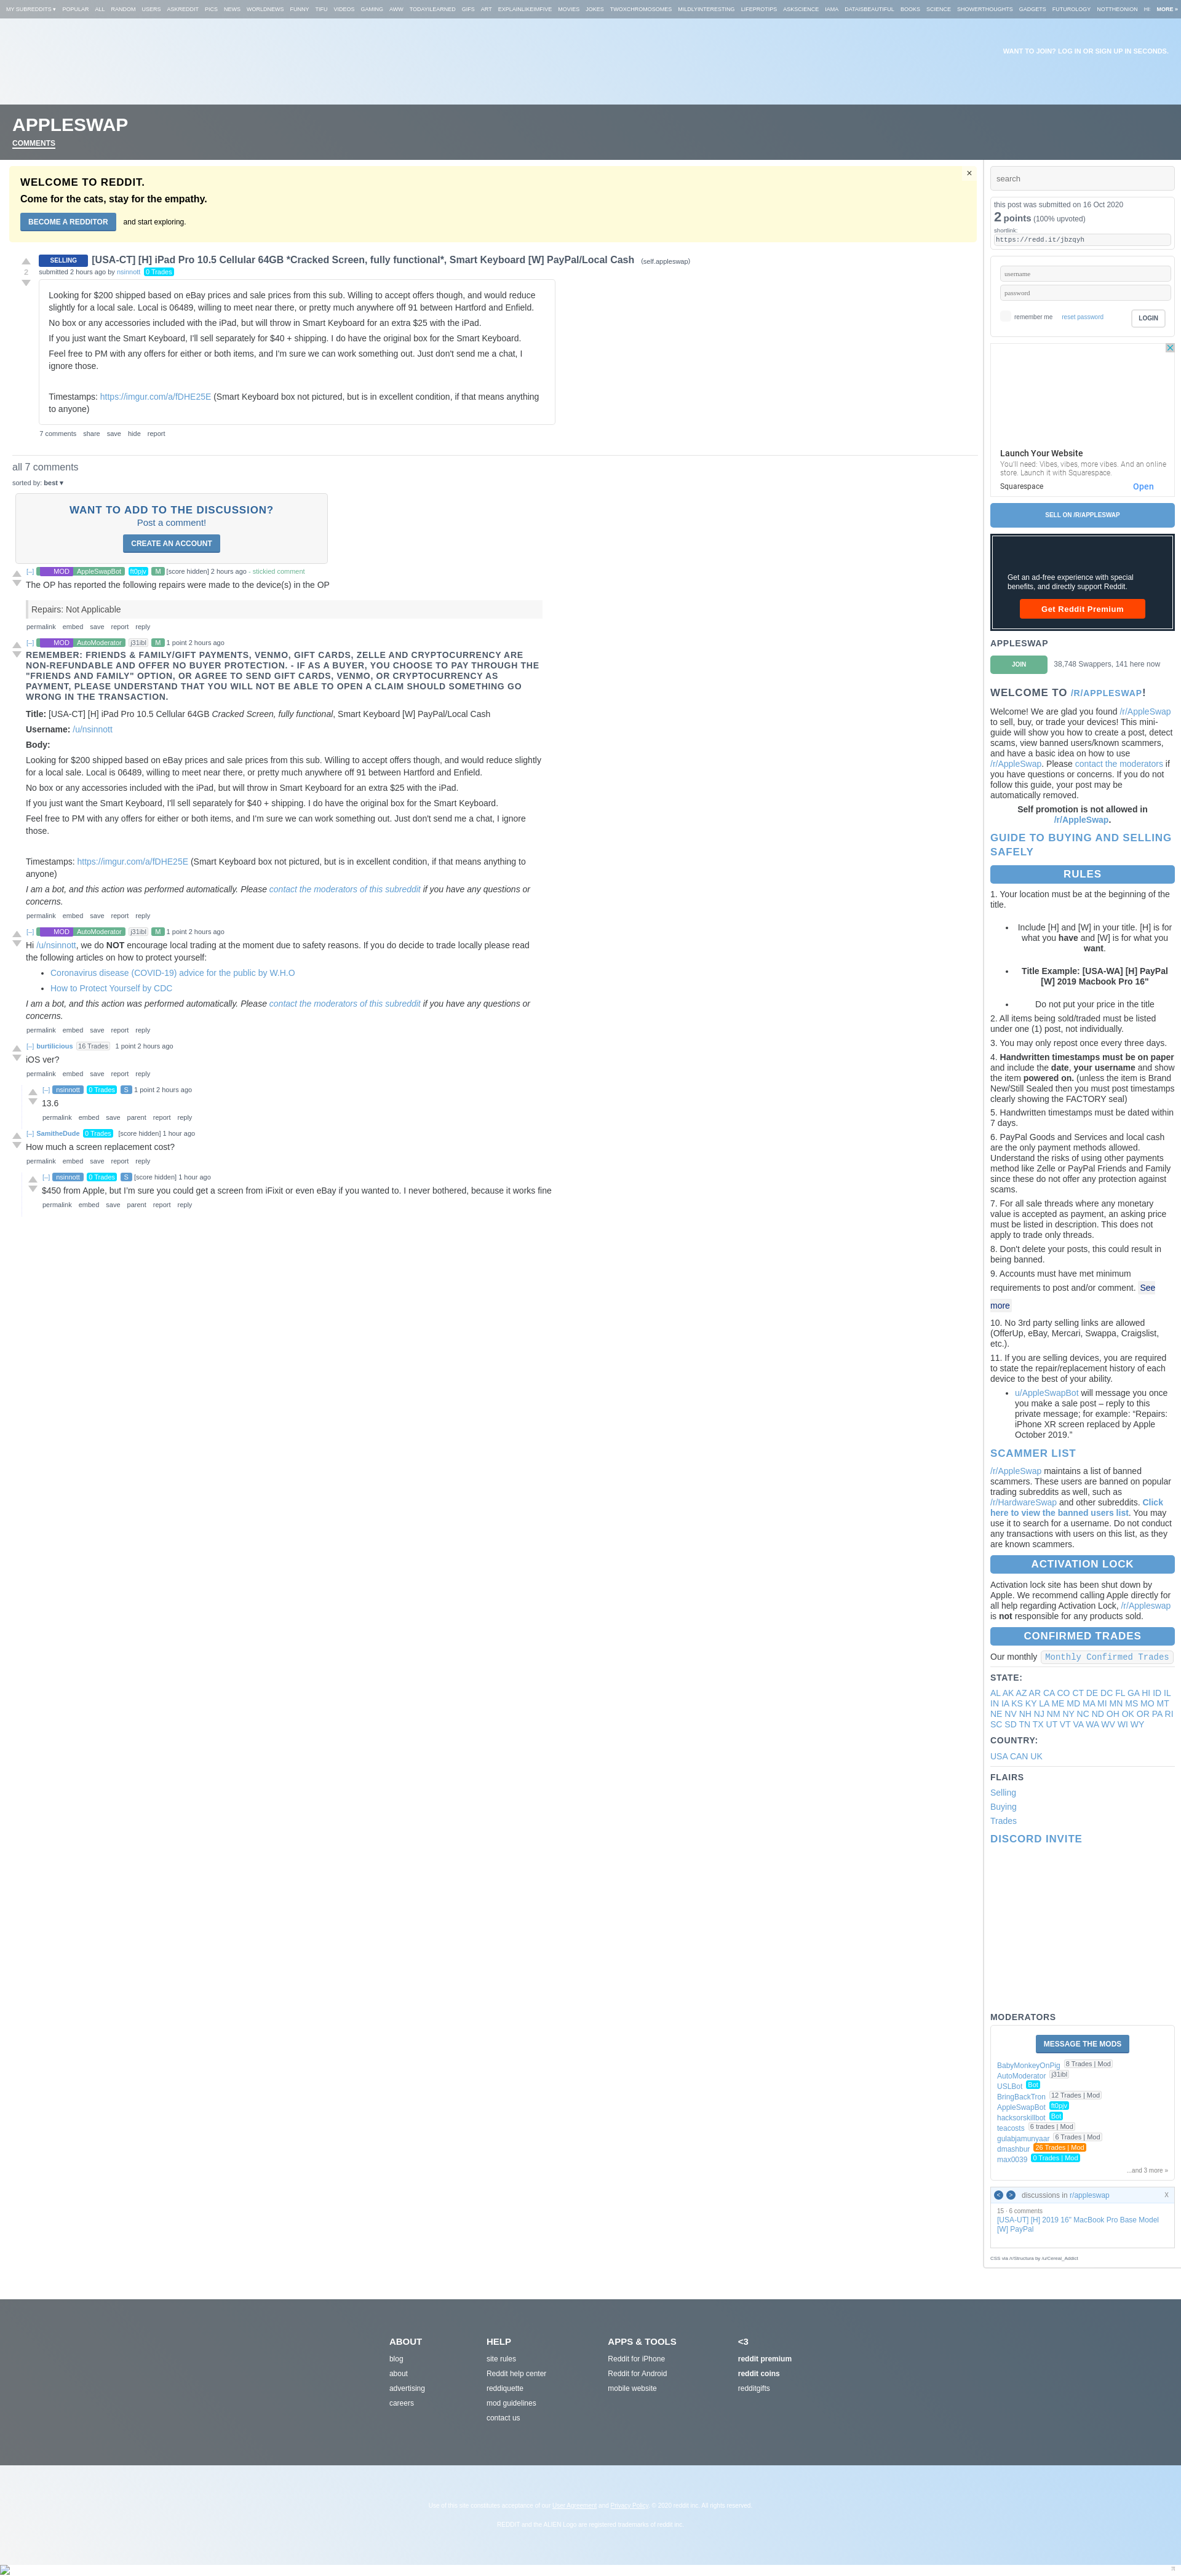 MY SUBREDDITS ▾ POPULAR ALL RANDOM USERS ASKREDDIT PICS NEWS WORLDNEWS FUNNY TIFU VIDEOS GAMING AWW TODAYILEARNED GIFS ART EXPLAINLIKEIMFIVE MOVIES JOKES TWOXCHROMOSOMES MILDLYINTERESTING LIFEPROTIPS ASKSCIENCE IAMA DATAISBEAUTIFUL BOOKS SCIENCE SHOWERTHOUGHTS GADGETS FUTUROLOGY NOTTHEONION HI MORE »
WANT TO JOIN? LOG IN OR SIGN UP IN SECONDS.
APPLESWAP
COMMENTS
WELCOME TO REDDIT.
Come for the cats, stay for the empathy.
BECOME A REDDITOR and start exploring.
×
2
SELLING [USA-CT] [H] iPad Pro 10.5 Cellular 64GB *Cracked Screen, fully functional*, Smart Keyboard [W] PayPal/Local Cash (self.appleswap)
submitted 2 hours ago by nsinnott 0 Trades
Looking for $200 shipped based on eBay prices and sale prices from this sub. Willing to accept offers though, and would reduce
slightly for a local sale. Local is 06489, willing to meet near there, or pretty much anywhere off 91 between Hartford and Enfield.
No box or any accessories included with the iPad, but will throw in Smart Keyboard for an extra $25 with the iPad.
If you just want the Smart Keyboard, I'll sell separately for $40 + shipping. I do have the original box for the Smart Keyboard.
Feel free to PM with any offers for either or both items, and I'm sure we can work something out. Just don't send me a chat, I
ignore those.
Timestamps: https://imgur.com/a/fDHE25E (Smart Keyboard box not pictured, but is in excellent condition, if that means anything
to anyone)
7 comments share save hide report
all 7 comments
sorted by: best ▾
WANT TO ADD TO THE DISCUSSION?
Post a comment!
CREATE AN ACCOUNT
[–] MOD AppleSwapBot ft0pjv M [score hidden] 2 hours ago - stickied comment
The OP has reported the following repairs were made to the device(s) in the OP
Repairs: Not Applicable
permalink embed save report reply
[–] MOD AutoModerator j31ibl M 1 point 2 hours ago
REMEMBER: FRIENDS & FAMILY/GIFT PAYMENTS, VENMO, GIFT CARDS, ZELLE AND CRYPTOCURRENCY ARE
NON-REFUNDABLE AND OFFER NO BUYER PROTECTION. - IF AS A BUYER, YOU CHOOSE TO PAY THROUGH THE
"FRIENDS AND FAMILY" OPTION, OR AGREE TO SEND GIFT CARDS, VENMO, OR CRYPTOCURRENCY AS
PAYMENT, PLEASE UNDERSTAND THAT YOU WILL NOT BE ABLE TO OPEN A CLAIM SHOULD SOMETHING GO
WRONG IN THE TRANSACTION.
Title: [USA-CT] [H] iPad Pro 10.5 Cellular 64GB Cracked Screen, fully functional, Smart Keyboard [W] PayPal/Local Cash
Username: /u/nsinnott
Body:
Looking for $200 shipped based on eBay prices and sale prices from this sub. Willing to accept offers though, and would reduce slightly
for a local sale. Local is 06489, willing to meet near there, or pretty much anywhere off 91 between Hartford and Enfield.
No box or any accessories included with the iPad, but will throw in Smart Keyboard for an extra $25 with the iPad.
If you just want the Smart Keyboard, I'll sell separately for $40 + shipping. I do have the original box for the Smart Keyboard.
Feel free to PM with any offers for either or both items, and I'm sure we can work something out. Just don't send me a chat, I ignore
those.
Timestamps: https://imgur.com/a/fDHE25E (Smart Keyboard box not pictured, but is in excellent condition, if that means anything to
anyone)
I am a bot, and this action was performed automatically. Please contact the moderators of this subreddit if you have any questions or
concerns.
permalink embed save report reply
[–] MOD AutoModerator j31ibl M 1 point 2 hours ago
Hi /u/nsinnott, we do NOT encourage local trading at the moment due to safety reasons. If you do decide to trade locally please read
the following articles on how to protect yourself:
• Coronavirus disease (COVID-19) advice for the public by W.H.O
• How to Protect Yourself by CDC
I am a bot, and this action was performed automatically. Please contact the moderators of this subreddit if you have any questions or
concerns.
permalink embed save report reply
[–] burtilicious 16 Trades 1 point 2 hours ago
iOS ver?
permalink embed save report reply
[–] nsinnott 0 Trades S 1 point 2 hours ago
13.6
permalink embed save parent report reply
[–] SamitheDude 0 Trades [score hidden] 1 hour ago
How much a screen replacement cost?
permalink embed save report reply
[–] nsinnott 0 Trades S [score hidden] 1 hour ago
$450 from Apple, but I'm sure you could get a screen from iFixit or even eBay if you wanted to. I never bothered, because it works fine
permalink embed save parent report reply
search
this post was submitted on 16 Oct 2020
2 points (100% upvoted)
shortlink:
https://redd.it/jbzqyh
username
password
remember me reset password LOGIN
Launch Your Website
You'll need: Vibes, vibes, more vibes. And an online
store. Launch it with Squarespace.
Squarespace Open
SELL ON /R/APPLESWAP
Get an ad-free experience with special
benefits, and directly support Reddit.
Get Reddit Premium
APPLESWAP
JOIN 38,748 Swappers, 141 here now
WELCOME TO /R/APPLESWAP!
Welcome! We are glad you found /r/AppleSwap
to sell, buy, or trade your devices! This mini-
guide will show you how to create a post, detect
scams, view banned users/known scammers,
and have a basic idea on how to use
/r/AppleSwap. Please contact the moderators if
you have questions or concerns. If you do not
follow this guide, your post may be
automatically removed.
Self promotion is not allowed in
/r/AppleSwap.
GUIDE TO BUYING AND SELLING
SAFELY
RULES
1. Your location must be at the beginning of the
title.
• Include [H] and [W] in your title. [H] is for
what you have and [W] is for what you
want.
• Title Example: [USA-WA] [H] PayPal
[W] 2019 Macbook Pro 16"
• Do not put your price in the title
2. All items being sold/traded must be listed
under one (1) post, not individually.
3. You may only repost once every three days.
4. Handwritten timestamps must be on paper
and include the date, your username and show
the item powered on. (unless the item is Brand
New/Still Sealed then you must post timestamps
clearly showing the FACTORY seal)
5. Handwritten timestamps must be dated within
7 days.
6. PayPal Goods and Services and local cash
are the only payment methods allowed.
Understand the risks of using other payments
method like Zelle or PayPal Friends and Family
since these do not offer any protection against
scams.
7. For all sale threads where any monetary
value is accepted as payment, an asking price
must be listed in description. This does not
apply to trade only threads.
8. Don't delete your posts, this could result in
being banned.
9. Accounts must have met minimum
requirements to post and/or comment. See
more
10. No 3rd party selling links are allowed
(OfferUp, eBay, Mercari, Swappa, Craigslist,
etc.).
11. If you are selling devices, you are required
to state the repair/replacement history of each
device to the best of your ability.
• u/AppleSwapBot will message you once
you make a sale post – reply to this
private message; for example: “Repairs:
iPhone XR screen replaced by Apple
October 2019.”
SCAMMER LIST
/r/AppleSwap maintains a list of banned
scammers. These users are banned on popular
trading subreddits as well, such as
/r/HardwareSwap and other subreddits. Click
here to view the banned users list. You may
use it to search for a username. Do not conduct
any transactions with users on this list, as they
are known scammers.
ACTIVATION LOCK
Activation lock site has been shut down by
Apple. We recommend calling Apple directly for
all help regarding Activation Lock, /r/Appleswap
is not responsible for any products sold.
CONFIRMED TRADES
Our monthly Monthly Confirmed Trades
STATE:
AL AK AZ AR CA CO CT DE DC FL GA HI ID IL
IN IA KS KY LA ME MD MA MI MN MS MO MT
NE NV NH NJ NM NY NC ND OH OK OR PA RI
SC SD TN TX UT VT VA WA WV WI WY
COUNTRY:
USA CAN UK
FLAIRS
Selling
Buying
Trades
DISCORD INVITE
MODERATORS
MESSAGE THE MODS
BabyMonkeyOnPig 8 Trades | Mod
AutoModerator j31ibl
USLBot Bot
BringBackTron 12 Trades | Mod
AppleSwapBot ft0pjv
hacksorskillbot Bot
teacosts 6 trades | Mod
gulabjamunyaar 6 Trades | Mod
dmashbur 26 Trades | Mod
max0039 0 Trades | Mod
...and 3 more »
< > discussions in r/appleswap X
15 · 6 comments
[USA-UT] [H] 2019 16" MacBook Pro Base Model
[W] PayPal
CSS via /r/Structura by /u/Cereal_Addict
ABOUT
blog
about
advertising
careers
HELP
site rules
Reddit help center
reddiquette
mod guidelines
contact us
APPS & TOOLS
Reddit for iPhone
Reddit for Android
mobile website
<3
reddit premium
reddit coins
redditgifts
Use of this site constitutes acceptance of our User Agreement and Privacy Policy. © 2020 reddit inc. All rights reserved.
REDDIT and the ALIEN Logo are registered trademarks of reddit inc.
π